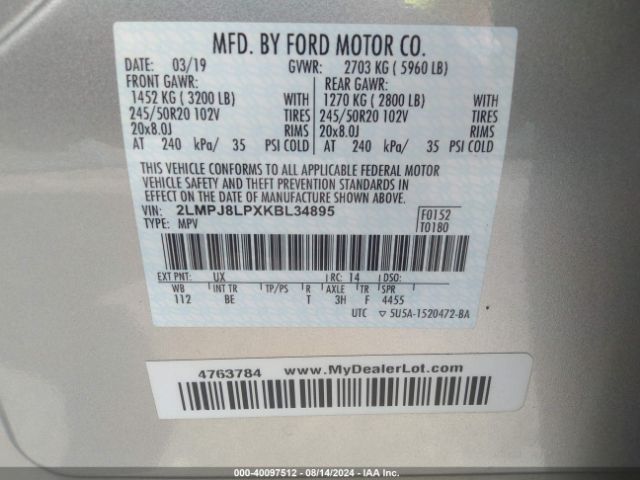 MFD. BY FORD MOTOR CO.
DATE: 03/19 GVWR: 2703 KG ( 5960 LB)
FRONT GAWR: REAR GAWR:
1452 KG ( 3200 LB) WITH 1270 KG ( 2800 LB) WITH
245/50R20 102V TIRES 245/50R20 102V TIRES
20x8.0J RIMS 20x8.0J RIMS
AT 240 kPa/ 35 PSI COLD AT 240 kPa/ 35 PSI COLD
THIS VEHICLE CONFORMS TO ALL APPLICABLE FEDERAL MOTOR
VEHICLE SAFETY AND THEFT PREVENTION STANDARDS IN
EFFECT ON THE DATE OF MANUFACTURE SHOWN ABOVE.
VIN: 2LMPJ8LPXKBL34895 F0152
TYPE: MPV T0180
EXT PNT: UX RC: 14 DSO:
WB INT TR TP/PS R AXLE TR SPR
112 BE T 3H F 4455
UTC 5U5A-1520472-BA
4763784 www.MyDealerLot.com
000-40097512 - 08/14/2024 - IAA Inc.